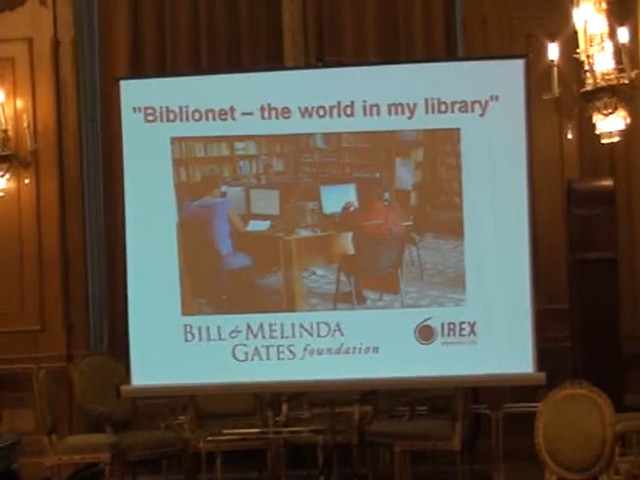 "Biblionet – the world in my library"
BILL & MELINDA
GATES foundation
IREX